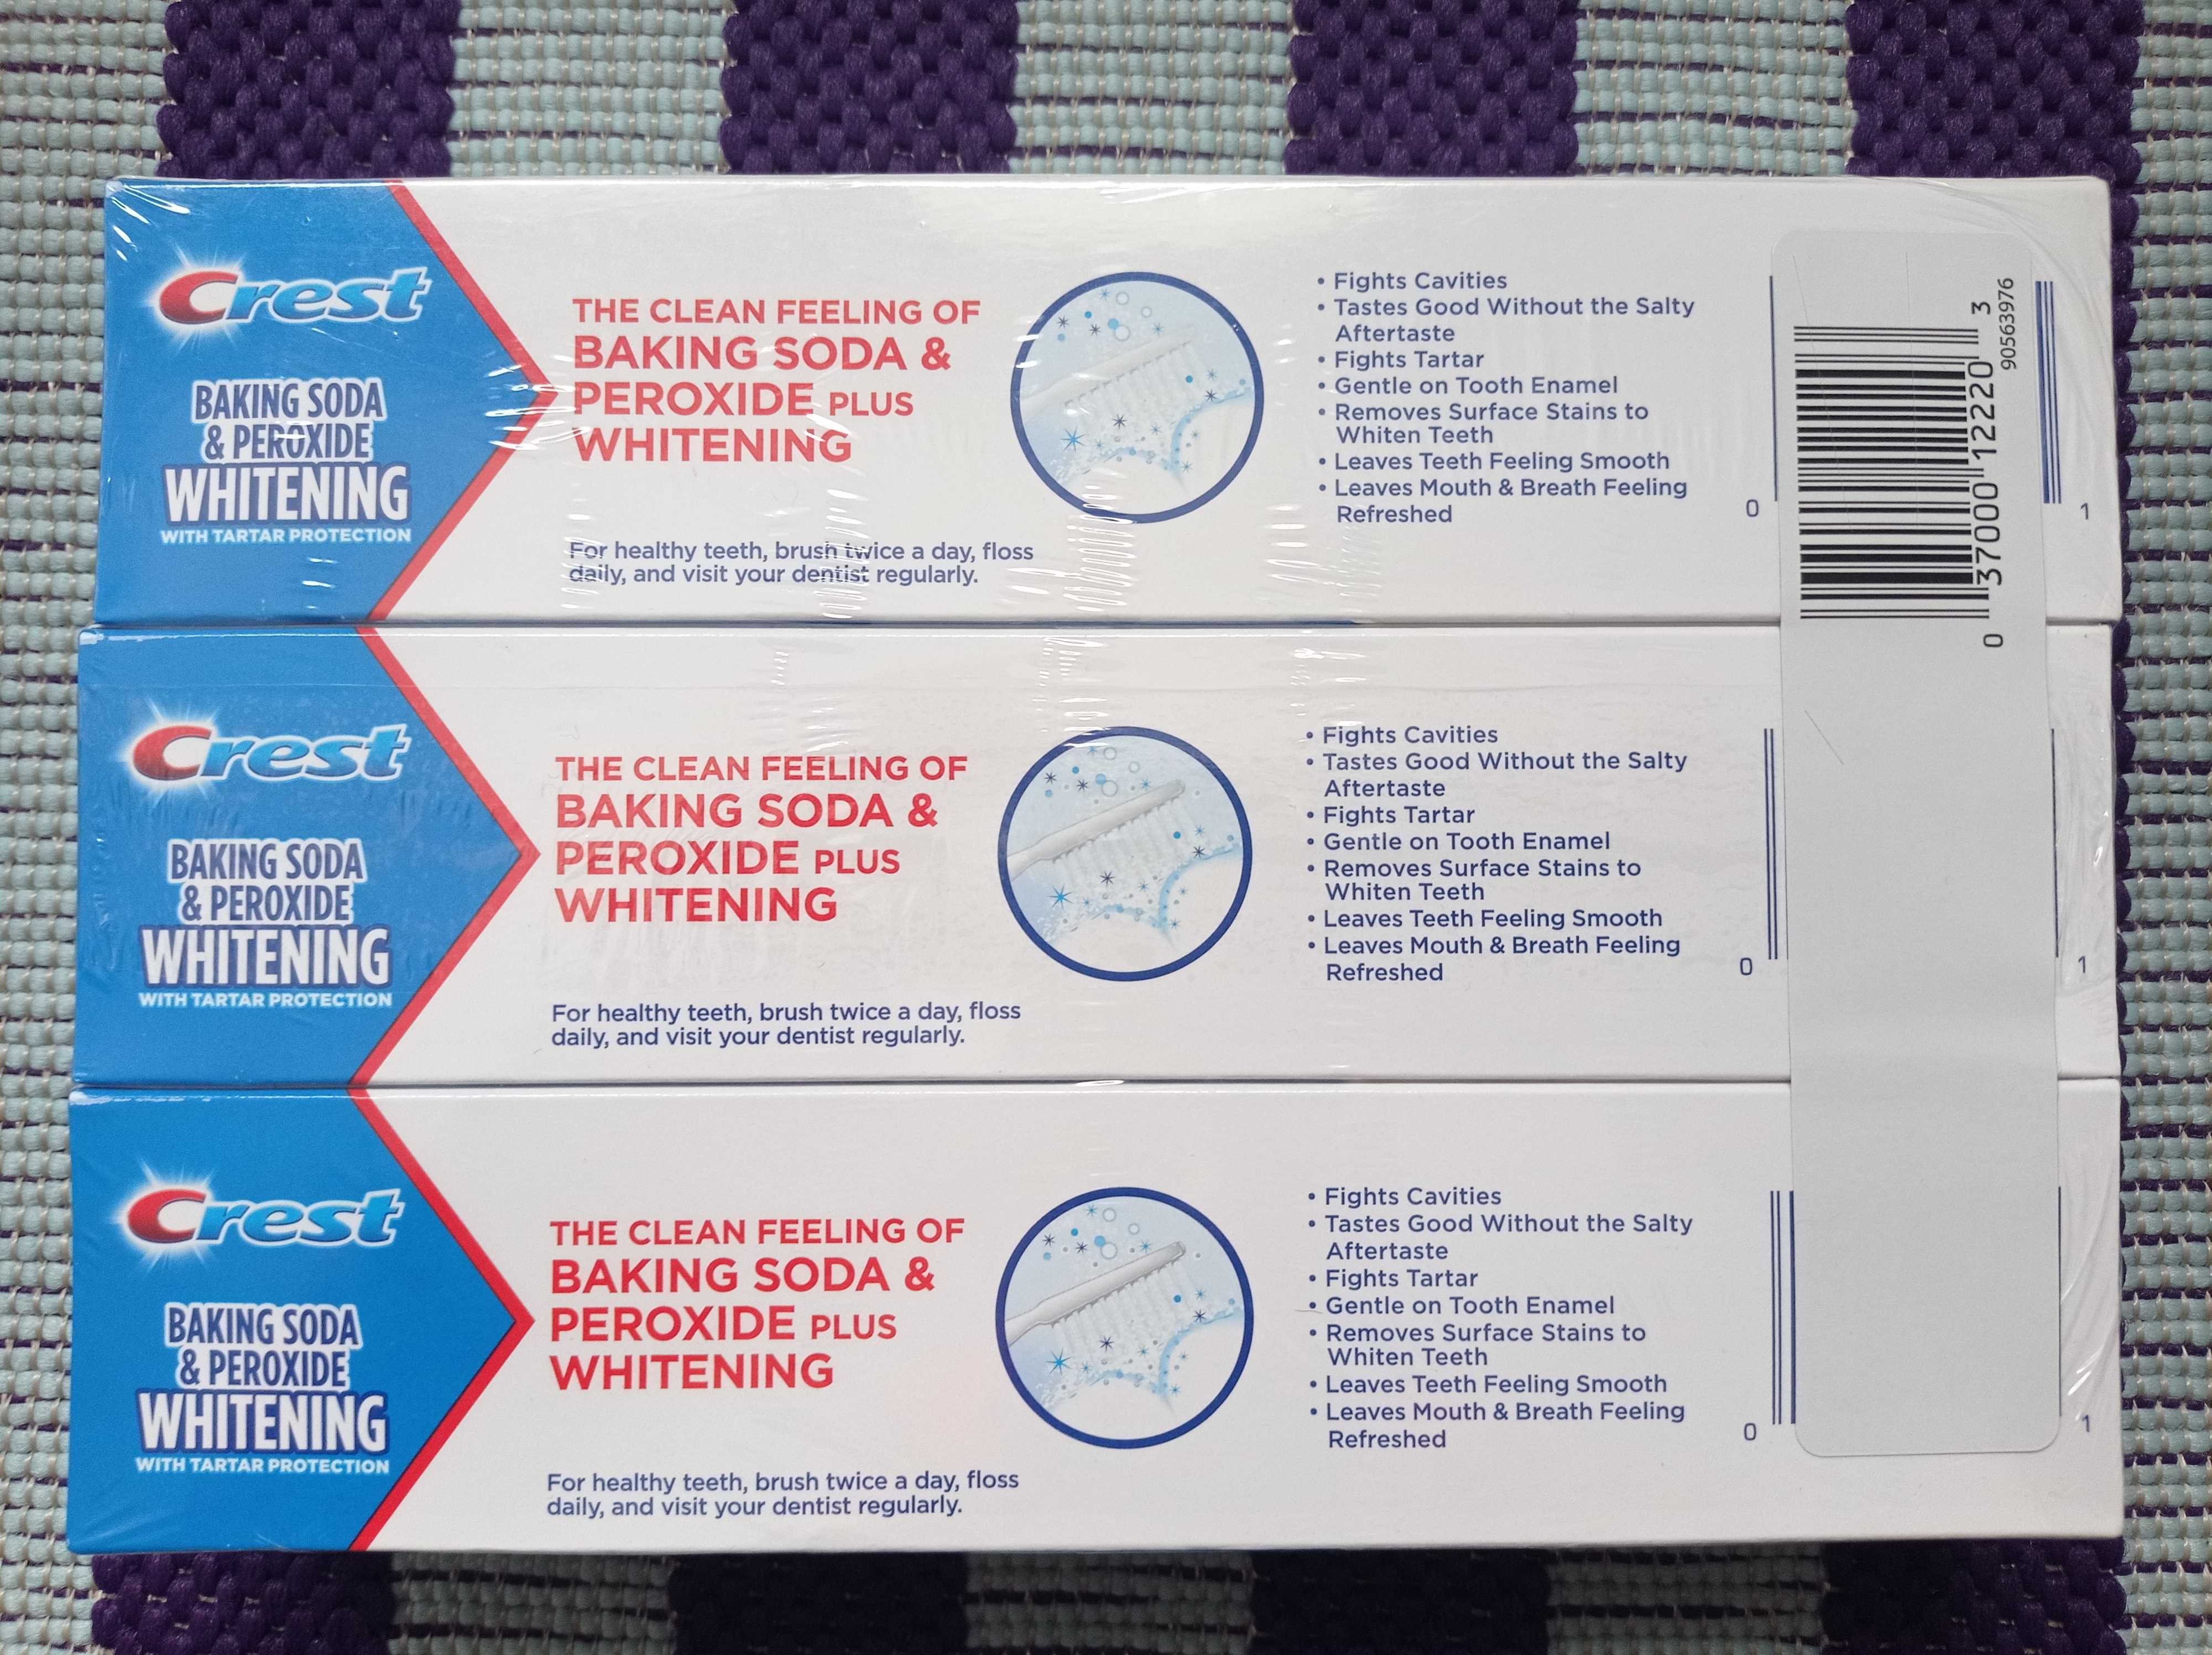 Crest
BAKING SODA
& PEROXIDE
WHITENING
WITH TARTAR PROTECTION
THE CLEAN FEELING OF
BAKING SODA &
PEROXIDE PLUS
WHITENING
For healthy teeth, brush twice a day, floss
daily, and visit your dentist regularly.
• Fights Cavities
• Tastes Good Without the Salty
Aftertaste
• Fights Tartar
• Gentle on Tooth Enamel
• Removes Surface Stains to
Whiten Teeth
• Leaves Teeth Feeling Smooth
• Leaves Mouth & Breath Feeling
Refreshed
0
1
0 37000 12220 3
90563976
Crest
BAKING SODA
& PEROXIDE
WHITENING
WITH TARTAR PROTECTION
THE CLEAN FEELING OF
BAKING SODA &
PEROXIDE PLUS
WHITENING
For healthy teeth, brush twice a day, floss
daily, and visit your dentist regularly.
• Fights Cavities
• Tastes Good Without the Salty
Aftertaste
• Fights Tartar
• Gentle on Tooth Enamel
• Removes Surface Stains to
Whiten Teeth
• Leaves Teeth Feeling Smooth
• Leaves Mouth & Breath Feeling
Refreshed
0
1
Crest
BAKING SODA
& PEROXIDE
WHITENING
WITH TARTAR PROTECTION
THE CLEAN FEELING OF
BAKING SODA &
PEROXIDE PLUS
WHITENING
For healthy teeth, brush twice a day, floss
daily, and visit your dentist regularly.
• Fights Cavities
• Tastes Good Without the Salty
Aftertaste
• Fights Tartar
• Gentle on Tooth Enamel
• Removes Surface Stains to
Whiten Teeth
• Leaves Teeth Feeling Smooth
• Leaves Mouth & Breath Feeling
Refreshed
0
1